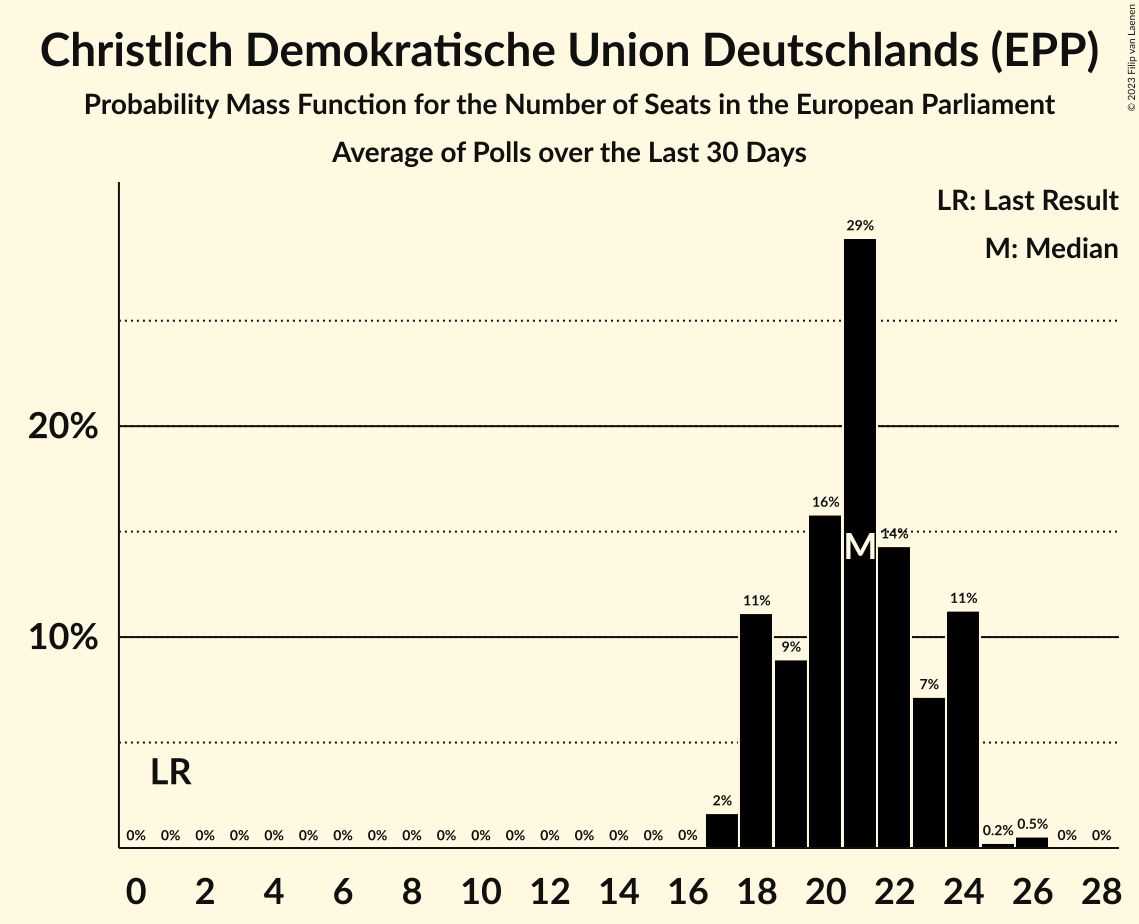 Christlich Demokratische Union Deutschlands (EPP)
Probability Mass Function for the Number of Seats in the European Parliament
Average of Polls over the Last 30 Days
© 2023 Filip van Laenen
LR: Last Result
M: Median
29%
20%
16%
M
14%
11%
11%
10%
9%
7%
LR
2%
0% 0% 0% 0% 0% 0% 0% 0% 0% 0% 0% 0% 0% 0% 0% 0% 0% 0.2% 0.5% 0% 0%
0 2 4 6 8 10 12 14 16 18 20 22 24 26 28